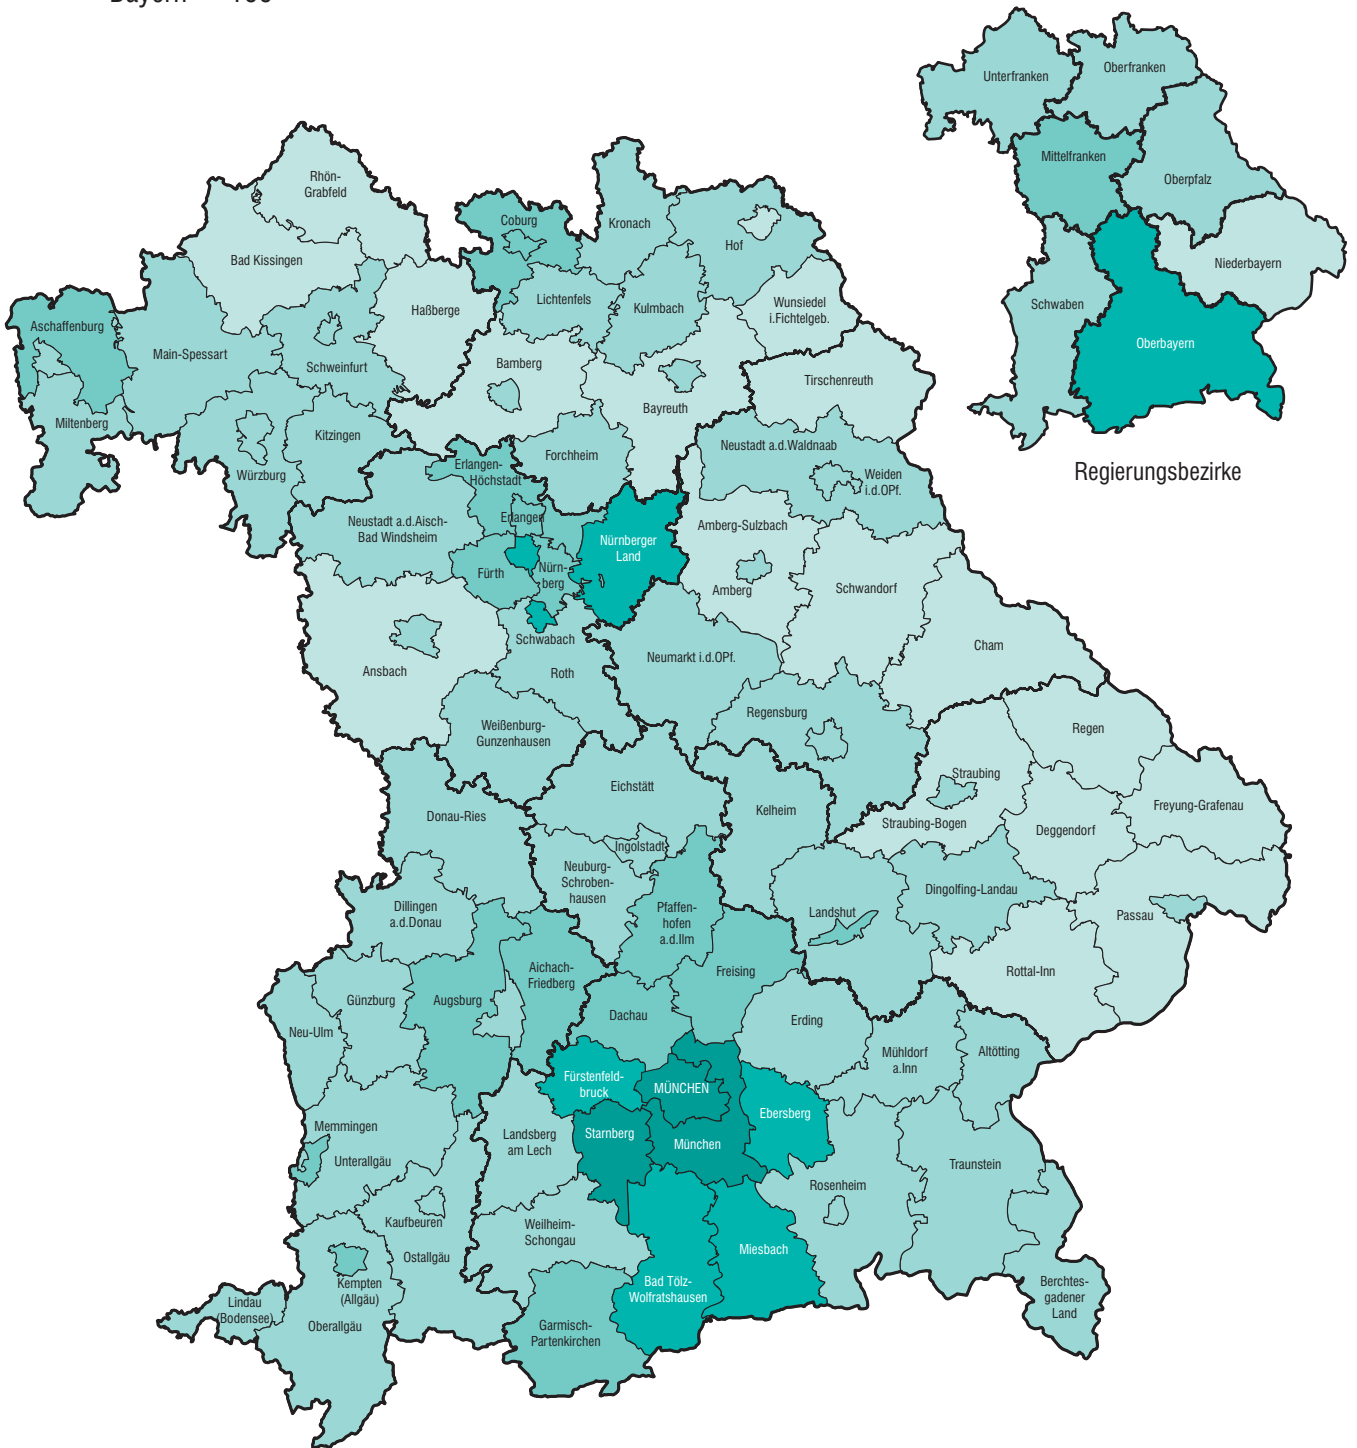 Bayern
Unterfranken
Oberfranken
Mittelfranken
Oberpfalz
Niederbayern
Schwaben
Oberbayern
Regierungsbezirke
Rhön-
Grabfeld
Bad Kissingen
Coburg
Kronach
Hof
Haßberge
Lichtenfels
Kulmbach
Wunsiedel
i.Fichtelgeb.
Aschaffenburg
Main-Spessart
Schweinfurt
Bamberg
Bayreuth
Tirschenreuth
Miltenberg
Kitzingen
Würzburg
Erlangen-
Höchstadt
Forchheim
Neustadt a.d.Waldnaab
Weiden
i.d.OPf.
Neustadt a.d.Aisch-
Bad Windsheim
Erlangen
Nürnberger
Land
Amberg-Sulzbach
Fürth
Nürn-
berg
Amberg
Schwandorf
Schwabach
Cham
Ansbach
Roth
Neumarkt i.d.OPf.
Weißenburg-
Gunzenhausen
Regensburg
Regen
Eichstätt
Straubing
Donau-Ries
Kelheim
Freyung-Grafenau
Straubing-Bogen
Deggendorf
Ingolstadt
Neuburg-
Schroben-
hausen
Dillingen
a.d.Donau
Pfaffen-
hofen
a.d.Ilm
Landshut
Dingolfing-Landau
Passau
Aichach-
Friedberg
Freising
Rottal-Inn
Günzburg
Augsburg
Dachau
Erding
Neu-Ulm
Mühldorf
a.Inn
Altötting
Fürstenfeld-
bruck
MÜNCHEN
Ebersberg
Memmingen
Landsberg
am Lech
Starnberg
München
Unterallgäu
Traunstein
Rosenheim
Kaufbeuren
Weilheim-
Schongau
Miesbach
Ostallgäu
Kempten
(Allgäu)
Bad Tölz-
Wolfratshausen
Berchtes-
gadener
Land
Lindau
(Bodensee)
Oberallgäu
Garmisch-
Partenkirchen